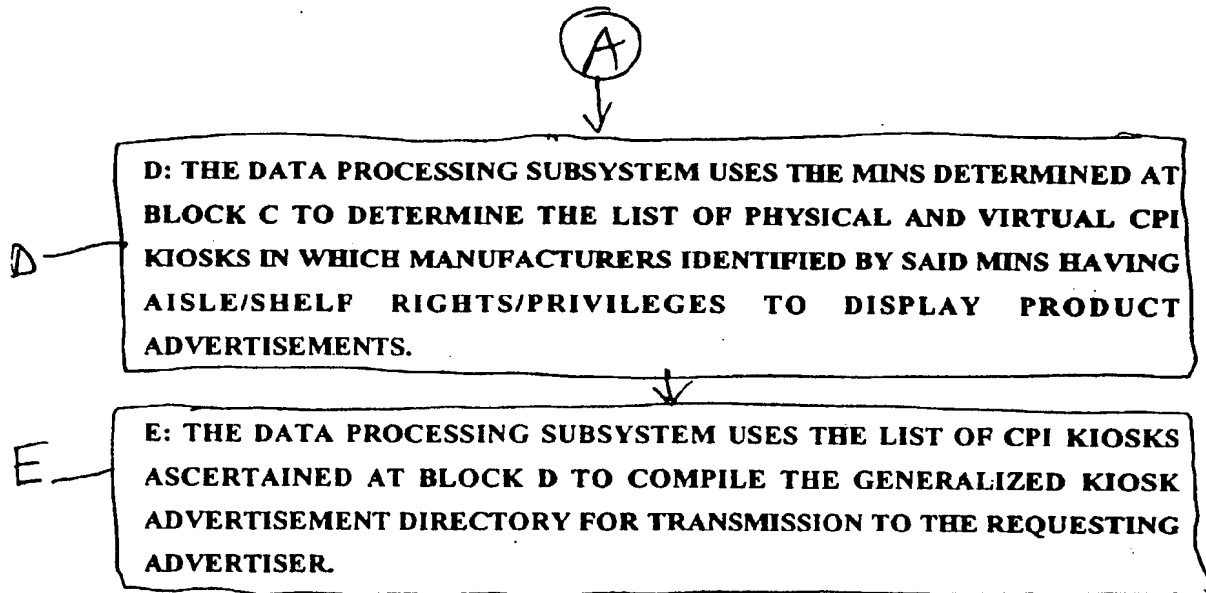 A
D: THE DATA PROCESSING SUBSYSTEM USES THE MINS DETERMINED AT
BLOCK C TO DETERMINE THE LIST OF PHYSICAL AND VIRTUAL CPI
KIOSKS IN WHICH MANUFACTURERS IDENTIFIED BY SAID MINS HAVING
AISLE/SHELF RIGHTS/PRIVILEGES TO DISPLAY PRODUCT
ADVERTISEMENTS.
D
E: THE DATA PROCESSING SUBSYSTEM USES THE LIST OF CPI KIOSKS
ASCERTAINED AT BLOCK D TO COMPILE THE GENERALIZED KIOSK
ADVERTISEMENT DIRECTORY FOR TRANSMISSION TO THE REQUESTING
ADVERTISER.
E